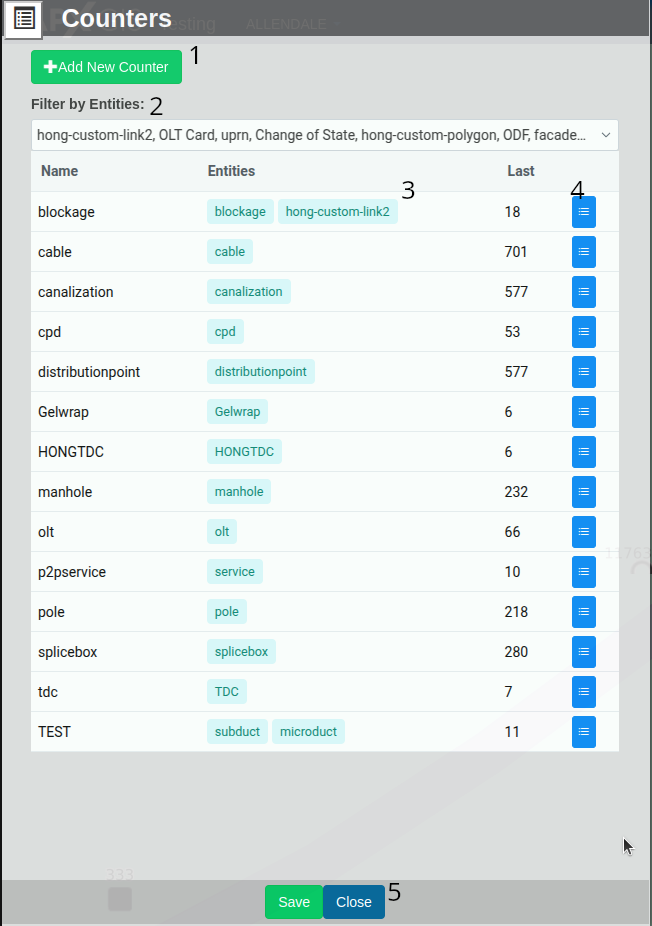 Counters
Testing ALLENDALE
Add New Counter 1
Filter by Entities: 2
hong-custom-link2, OLT Card, uprn, Change of State, hong-custom-polygon, ODF, facade...
Name Entities Last
3 4
blockage blockage hong-custom-link2 18
cable cable 701
canalization canalization 577
cpd cpd 53
distributionpoint distributionpoint 577
Gelwrap Gelwrap 6
HONGTDC HONGTDC 6
manhole manhole 232
olt olt 66
11763
p2pservice service 10
pole pole 218
splicebox splicebox 280
tdc TDC 7
TEST subduct microduct 11
333
Save Close 5